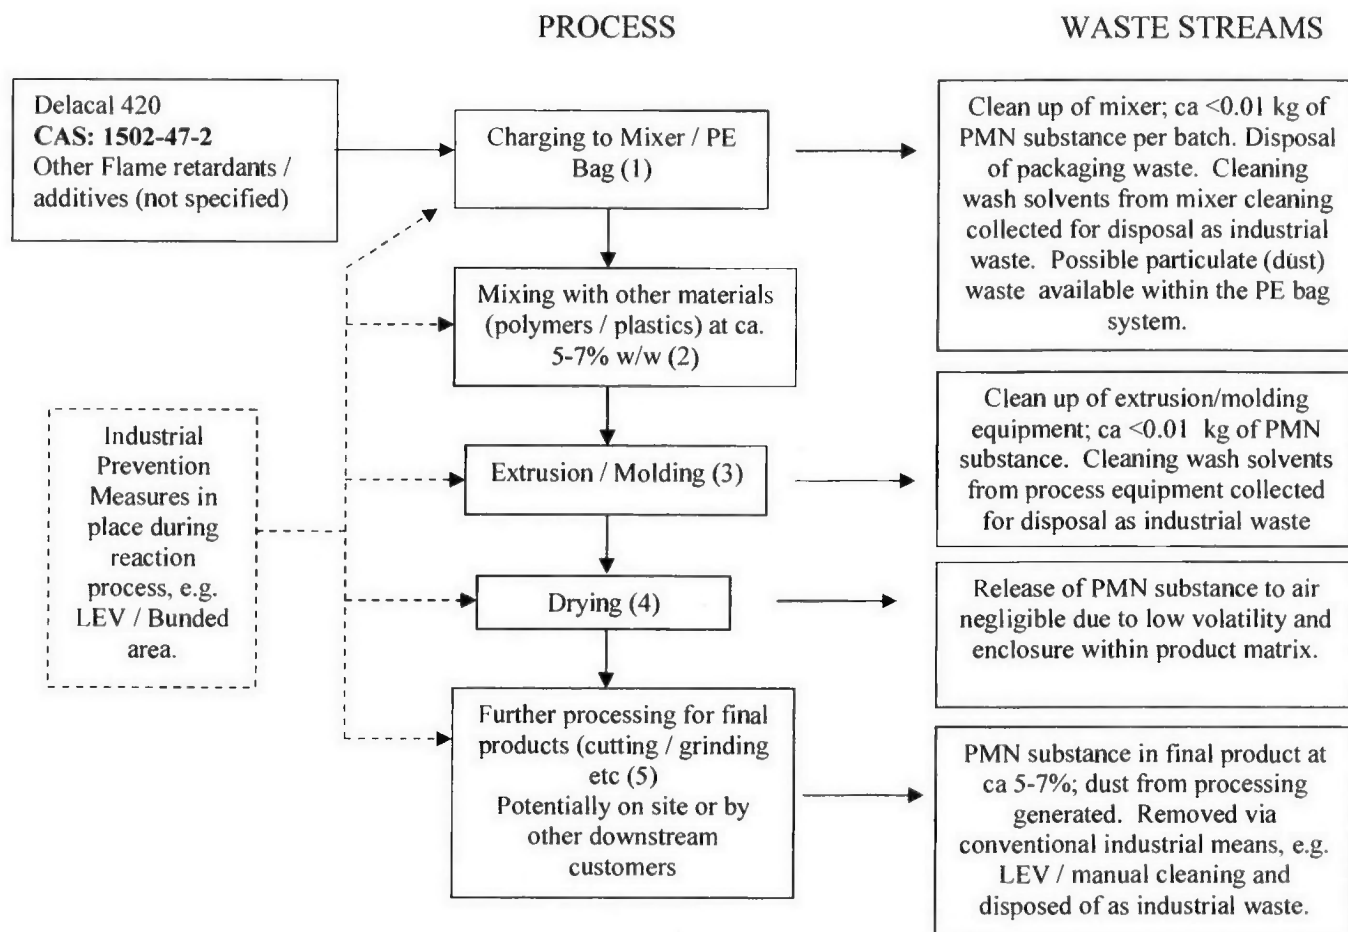 PROCESS
WASTE STREAMS
Delacal 420
CAS: 1502-47-2
Other Flame retardants /
additives (not specified)
Charging to Mixer / PE
Bag (1)
Clean up of mixer; ca <0.01 kg of
PMN substance per batch. Disposal
of packaging waste. Cleaning
wash solvents from mixer cleaning
collected for disposal as industrial
waste. Possible particulate (dust)
waste available within the PE bag
system.
Mixing with other materials
(polymers / plastics) at ca.
5-7% w/w (2)
Industrial
Prevention
Measures in
place during
reaction
process, e.g.
LEV / Bunded
area.
Extrusion / Molding (3)
Clean up of extrusion/molding
equipment; ca <0.01 kg of PMN
substance. Cleaning wash solvents
from process equipment collected
for disposal as industrial waste
Drying (4)
Release of PMN substance to air
negligible due to low volatility and
enclosure within product matrix.
Further processing for final
products (cutting / grinding
etc (5)
Potentially on site or by
other downstream
customers
PMN substance in final product at
ca 5-7%; dust from processing
generated. Removed via
conventional industrial means, e.g.
LEV / manual cleaning and
disposed of as industrial waste.